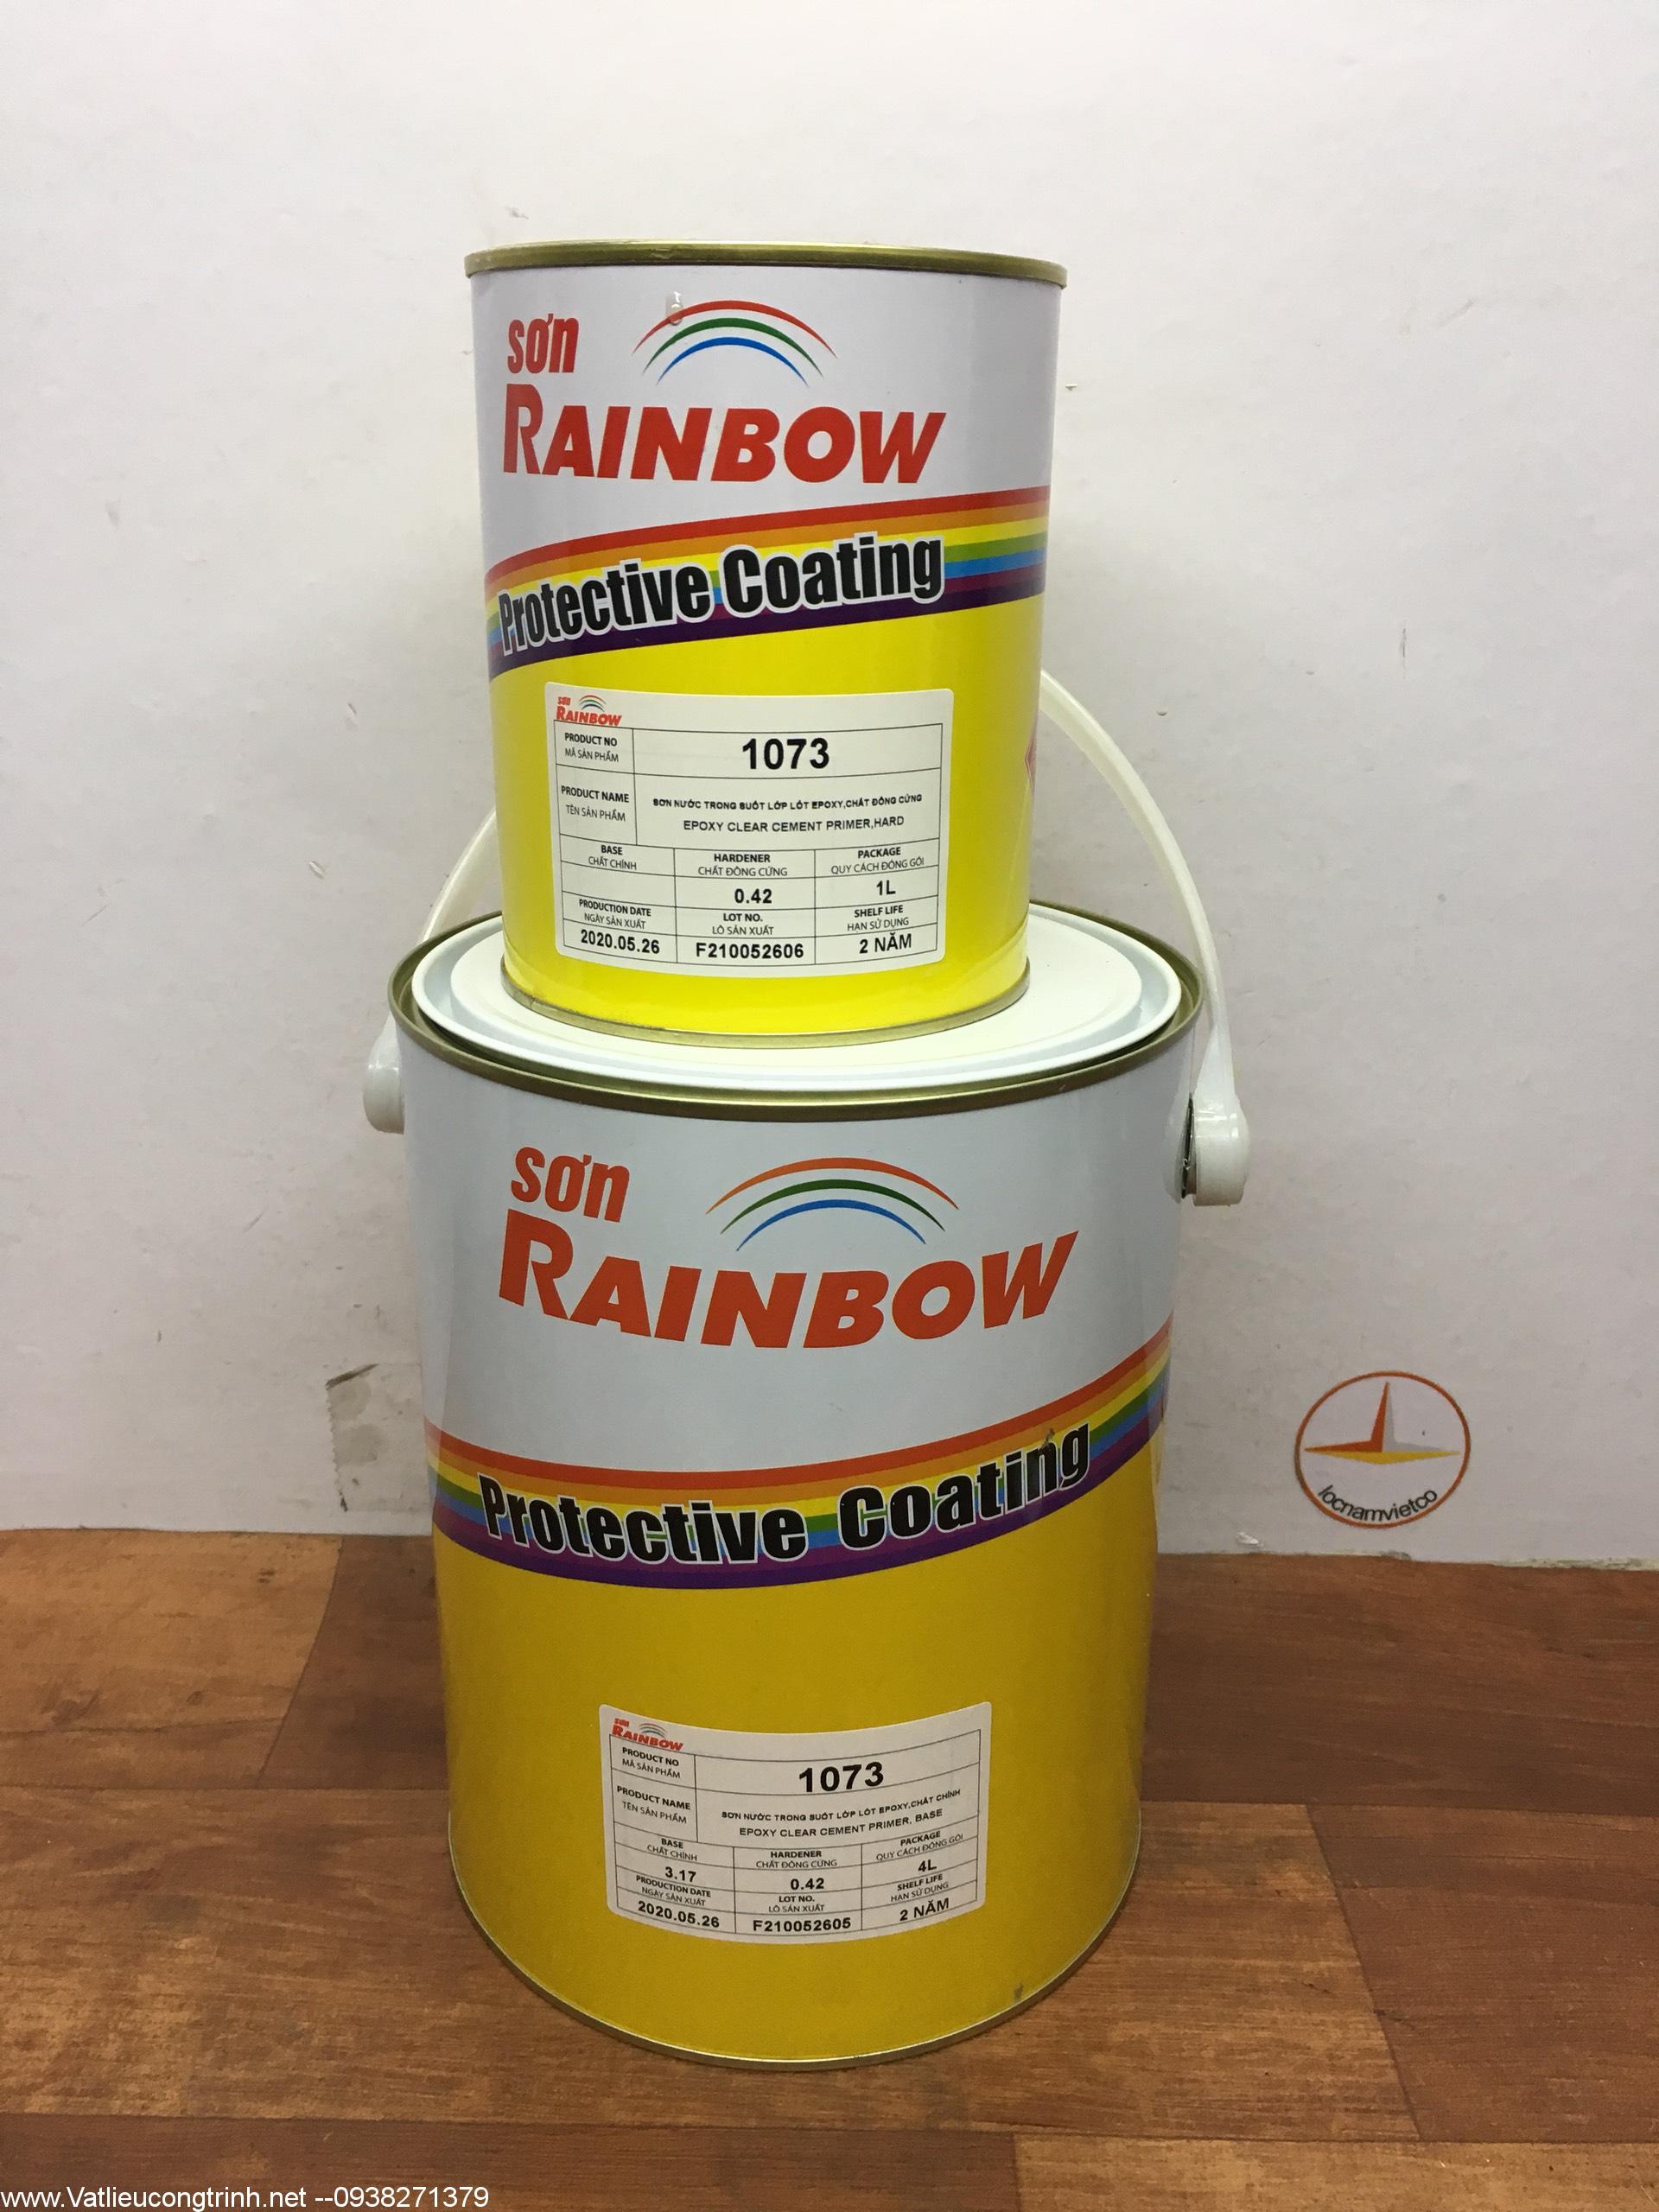 sơn
RAINBOW
Protective Coating
sơn
RAINBOW
PRODUCT NO
MÃ SẢN PHẨM
1073
PRODUCT NAME
TÊN SẢN PHẨM
SƠN NƯỚC TRONG SUỐT LỚP LÓT EPOXY,CHẤT ĐÔNG CỨNG
EPOXY CLEAR CEMENT PRIMER,HARD
BASE
CHẤT CHÍNH
HARDENER
CHẤT ĐÔNG CỨNG
0.42
PACKAGE
QUY CÁCH ĐÓNG GÓI
1L
PRODUCTION DATE
NGÀY SẢN XUẤT
2020.05.26
LOT NO.
LÔ SẢN XUẤT
F210052606
SHELF LIFE
HẠN SỬ DỤNG
2 NĂM
sơn
RAINBOW
Protective Coating
sơn
RAINBOW
PRODUCT NO
MÃ SẢN PHẨM
1073
PRODUCT NAME
TÊN SẢN PHẨM
SƠN NƯỚC TRONG SUỐT LỚP LÓT EPOXY,CHẤT CHÍNH
EPOXY CLEAR CEMENT PRIMER, BASE
BASE
CHẤT CHÍNH
3.17
HARDENER
CHẤT ĐÔNG CỨNG
0.42
PACKAGE
QUY CÁCH ĐÓNG GÓI
4L
PRODUCTION DATE
NGÀY SẢN XUẤT
2020.05.26
LOT NO.
LÔ SẢN XUẤT
F210052605
SHELF LIFE
HẠN SỬ DỤNG
2 NĂM
locnamvietco
www.Vatlieucongtrinh.net --0938271379